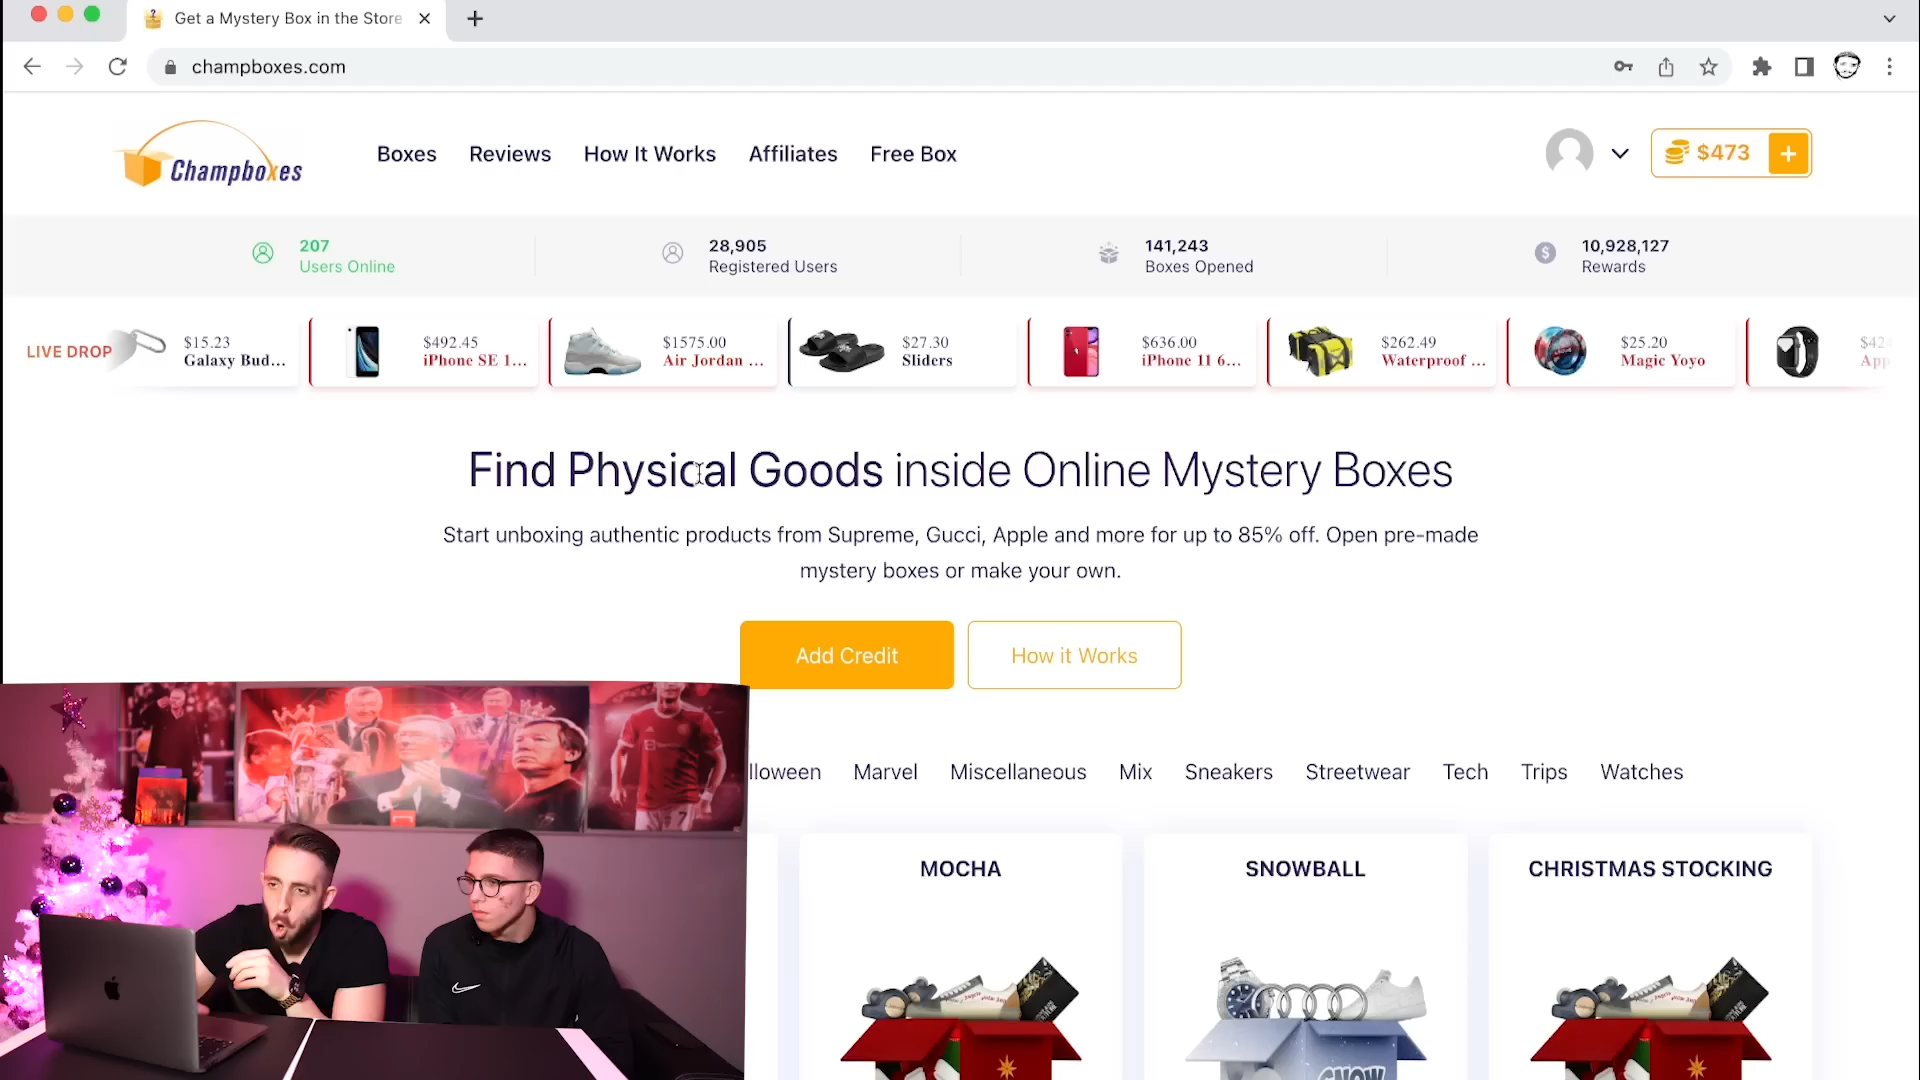 Get a Mystery Box in the Store
champboxes.com
Champboxes
Boxes
Reviews
How It Works
Affiliates
Free Box
$473
207
Users Online
28,905
Registered Users
141,243
Boxes Opened
10,928,127
Rewards
LIVE DROP
$15.23
Galaxy Bud...
$492.45
iPhone SE 1...
$1575.00
Air Jordan ...
$27.30
Sliders
$636.00
iPhone 11 6...
$262.49
Waterproof ...
$25.20
Magic Yoyo
$424
App
Find Physical Goods inside Online Mystery Boxes
Start unboxing authentic products from Supreme, Gucci, Apple and more for up to 85% off. Open pre-made
mystery boxes or make your own.
Add Credit
How it Works
lloween
Marvel
Miscellaneous
Mix
Sneakers
Streetwear
Tech
Trips
Watches
MOCHA
SNOWBALL
CHRISTMAS STOCKING
SNOW
7